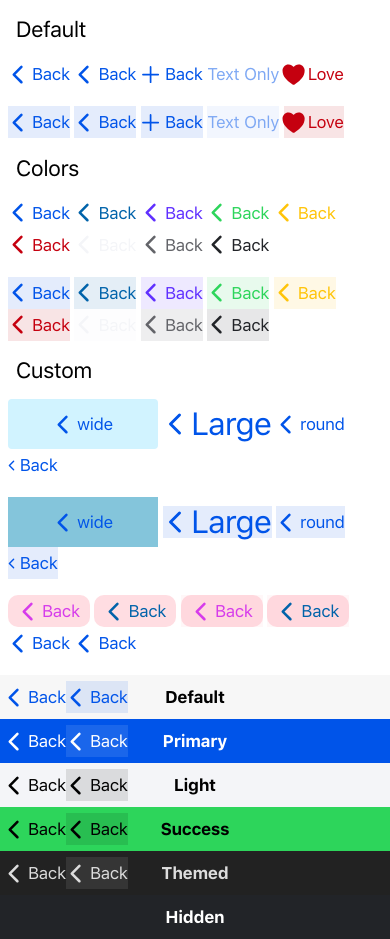 Default
Back Back Back Text Only Love
Back Back Back Text Only Love
Colors
Back Back Back Back Back
Back Back Back Back
Back Back Back Back Back
Back Back Back Back
Custom
wide Large round
Back
wide Large round
Back
Back Back Back Back
Back Back
Back Back Default
Back Back Primary
Back Back Light
Back Back Success
Back Back Themed
Hidden